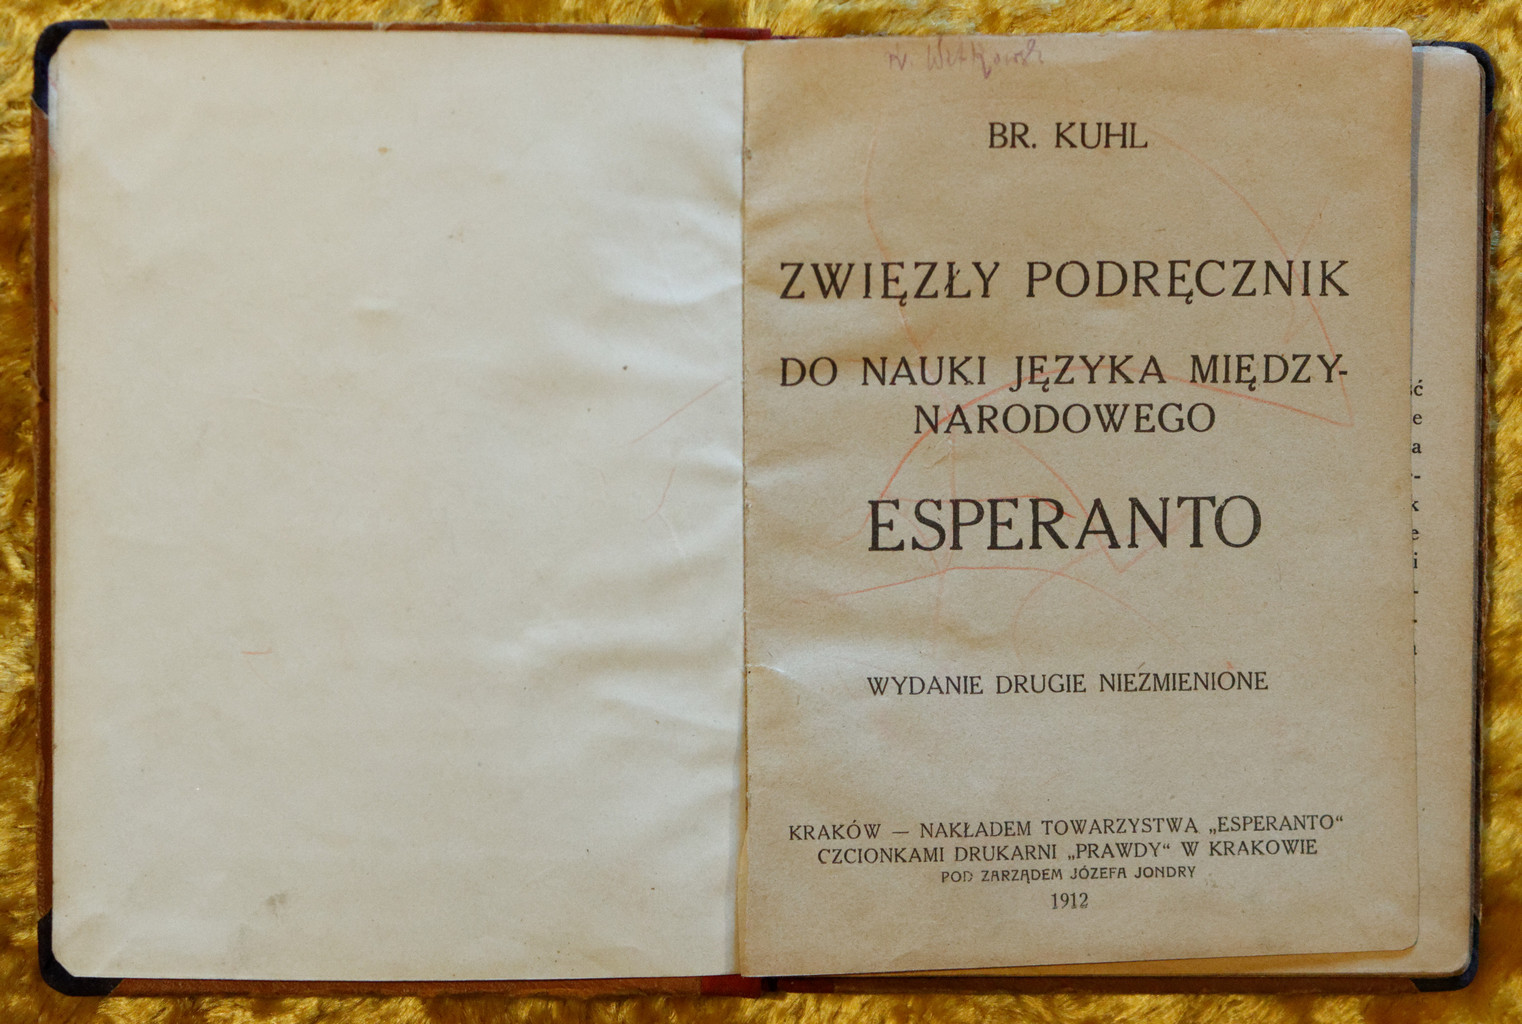 BR. KUHL
ZWIĘZŁY PODRĘCZNIK
DO NAUKI JĘZYKA MIĘDZY-
NARODOWEGO
ESPERANTO
WYDANIE DRUGIE NIEZMIENIONE
KRAKÓW — NAKŁADEM TOWARZYSTWA „ESPERANTO“
CZCIONKAMI DRUKARNI „PRAWDY“ W KRAKOWIE
POD ZARZĄDEM JÓZEFA JONDRY
1912